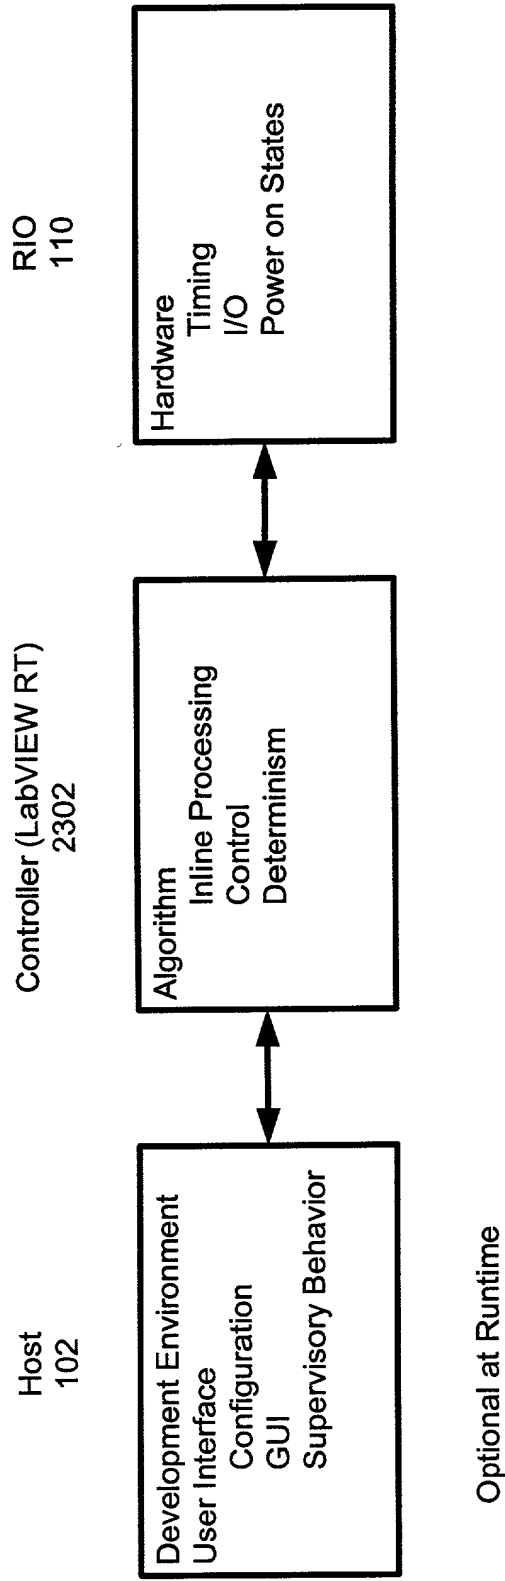 Host
102
Development Environment
User Interface
Configuration
GUI
Supervisory Behavior
Optional at Runtime
Controller (LabVIEW RT)
2302
Algorithm
Inline Processing
Control
Determinism
RIO
110
Hardware
Timing
I/O
Power on States